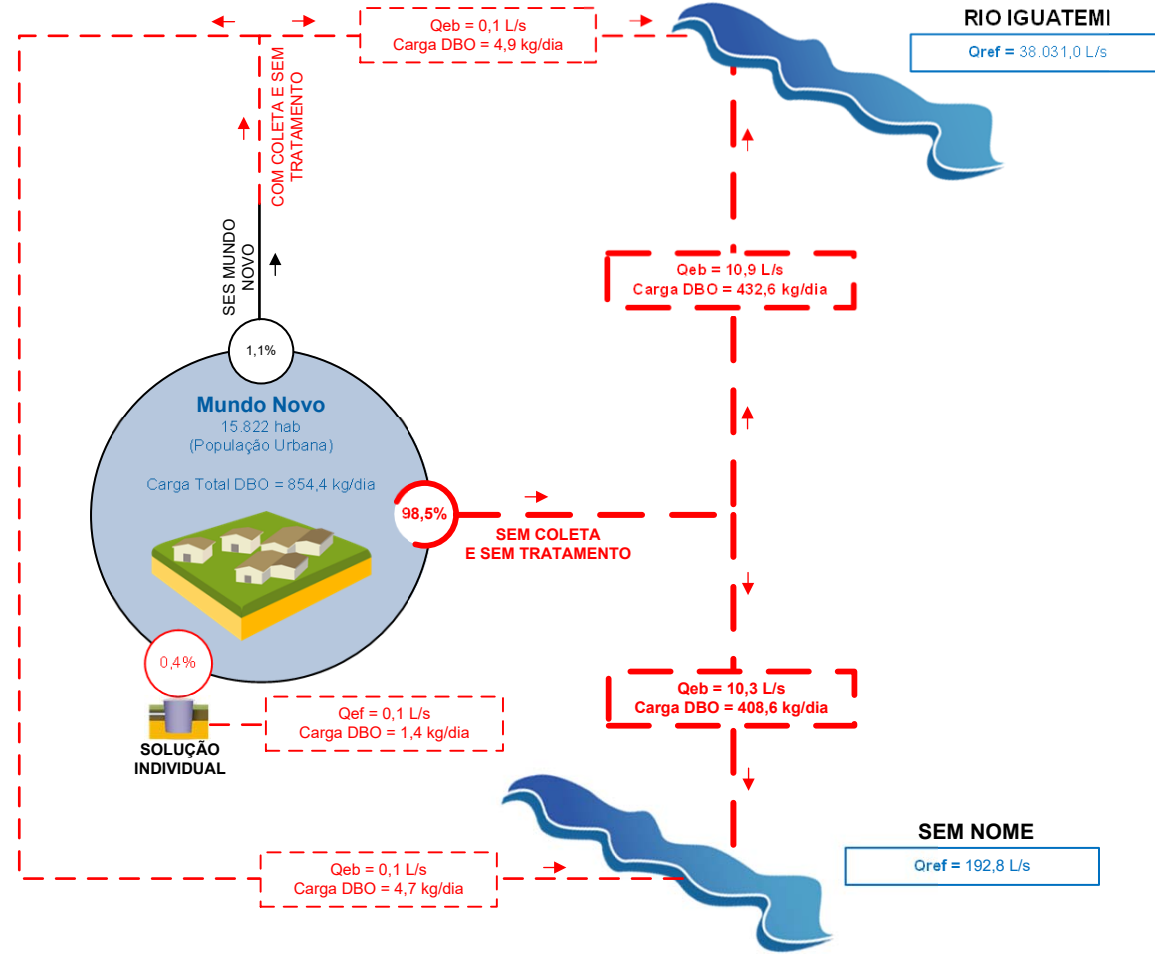 Qeb = 0,1 L/s
Carga DBO = 4,9 kg/dia
RIO IGUATEMI
Qref = 38.031,0 L/s
COM COLETA E SEM
TRATAMENTO
SES MUNDO
NOVO
Qeb = 10,9 L/s
Carga DBO = 432,6 kg/dia
1,1%
Mundo Novo
15.822 hab
(População Urbana)
Carga Total DBO = 854,4 kg/dia
98,5%
SEM COLETA
E SEM TRATAMENTO
0,4%
Qeb = 10,3 L/s
Carga DBO = 408,6 kg/dia
Qef = 0,1 L/s
Carga DBO = 1,4 kg/dia
SOLUÇÃO
INDIVIDUAL
SEM NOME
Qref = 192,8 L/s
Qeb = 0,1 L/s
Carga DBO = 4,7 kg/dia